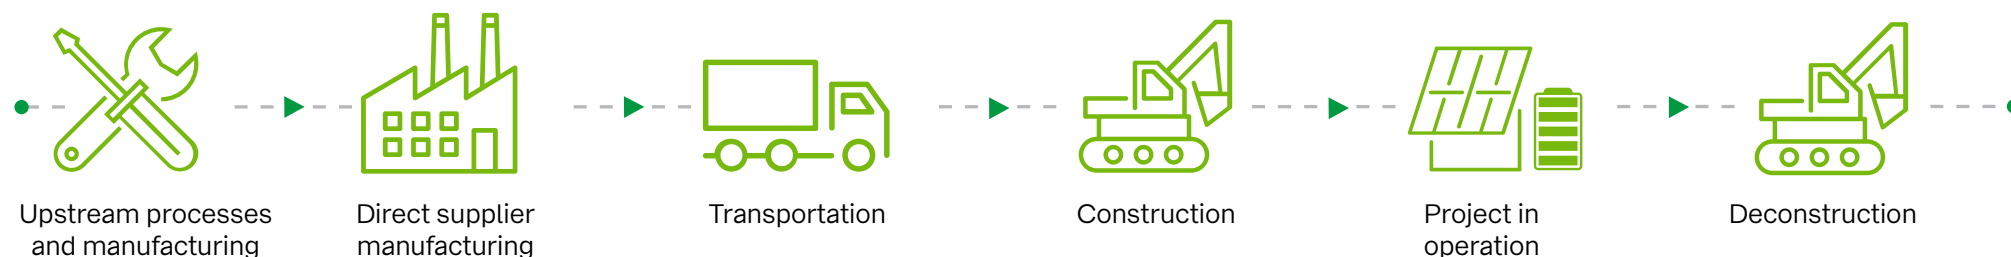 Upstream processes
and manufacturing
Direct supplier
manufacturing
Transportation
Construction
Project in
operation
Deconstruction